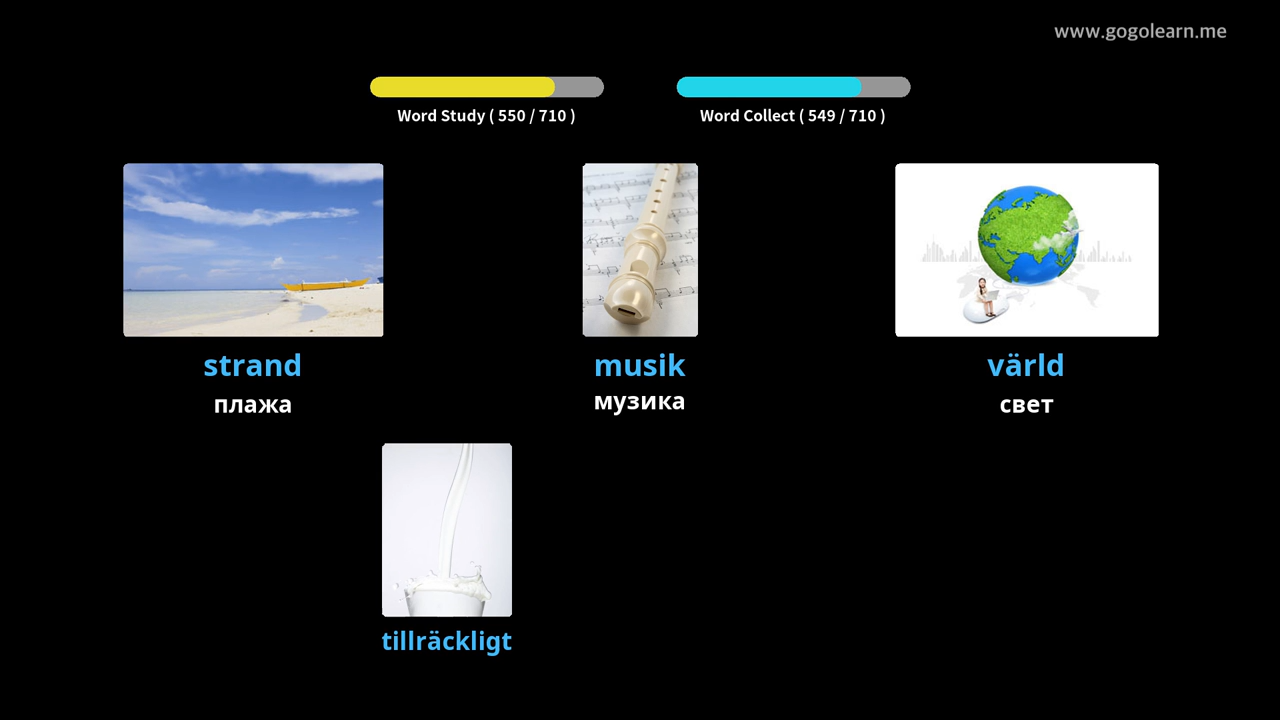 www.gogolearn.me
Word Study ( 550 / 710 )
Word Collect ( 549 / 710 )
strand
плажа
musik
музика
värld
свет
tillräckligt